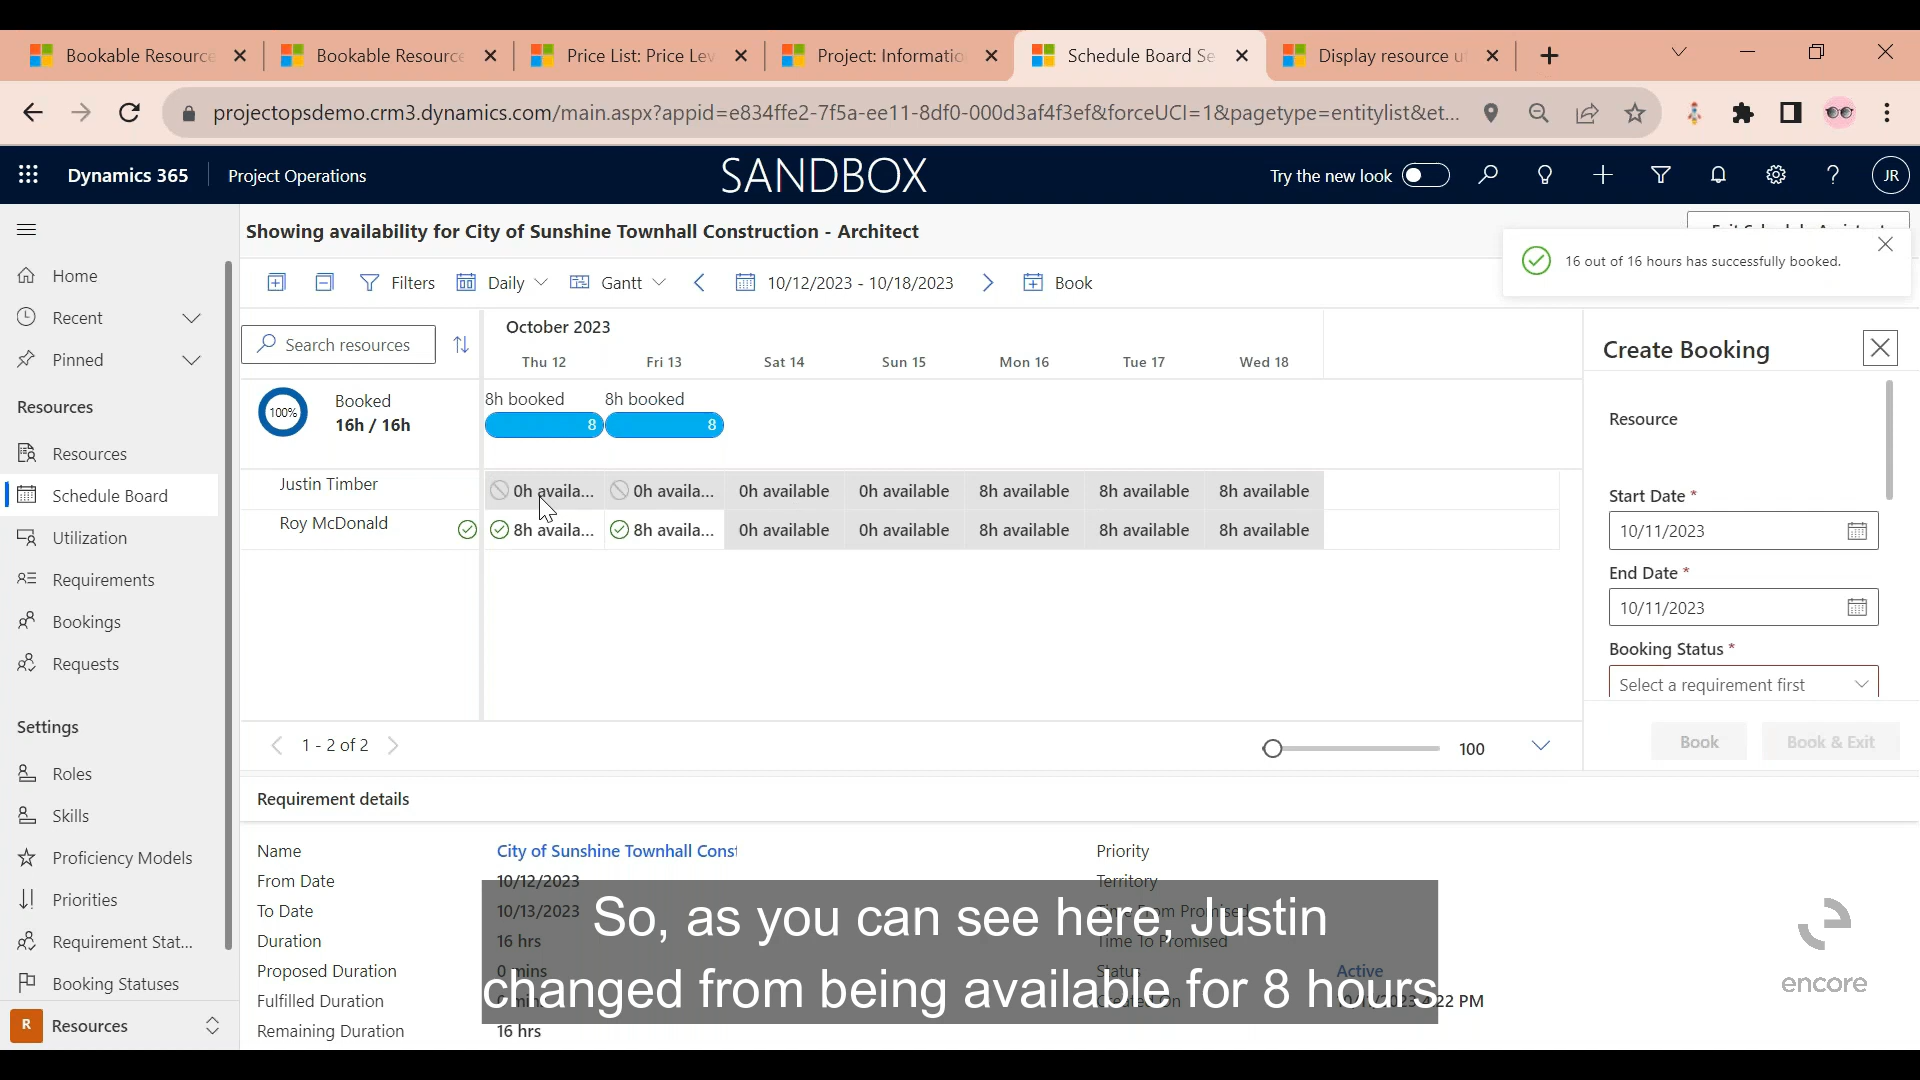 Bookable Resource
Bookable Resource
Price List: Price Lev
Project: Informatio
Schedule Board Se
Display resource u
projectopsdemo.crm3.dynamics.com/main.aspx?appid=e834ffe2-7f5a-ee11-8df0-000d3af4f3ef&forceUCI=1&pagetype=entitylist&et...
Dynamics 365
Project Operations
SANDBOX
Try the new look
JR
Showing availability for City of Sunshine Townhall Construction - Architect
16 out of 16 hours has successfully booked.
Home
Recent
Pinned
Resources
Resources
Schedule Board
Utilization
Requirements
Bookings
Requests
Settings
Roles
Skills
Proficiency Models
Priorities
Requirement Stat...
Booking Statuses
R Resources
Filters
Daily
Gantt
10/12/2023 - 10/18/2023
Book
Search resources
October 2023
Thu 12 Fri 13 Sat 14 Sun 15 Mon 16 Tue 17 Wed 18
100%
Booked
16h / 16h
8h booked 8h booked
8 8
Justin Timber
0h availa... 0h availa... 0h available 0h available 8h available 8h available 8h available
Roy McDonald
8h availa... 8h availa... 0h available 0h available 8h available 8h available 8h available
1 - 2 of 2
100
Create Booking
Resource
Start Date *
10/11/2023
End Date *
10/11/2023
Booking Status *
Select a requirement first
Book
Book & Exit
Requirement details
Name City of Sunshine Townhall Const
From Date 10/12/2023
To Date 10/13/2023
Duration 16 hrs
Proposed Duration 0 mins
Fulfilled Duration
Remaining Duration 16 hrs
Priority
Territory
Time From Promised
Time To Promised
Status Active
Created On 22 PM
So, as you can see here, Justin
changed from being available for 8 hours
encore